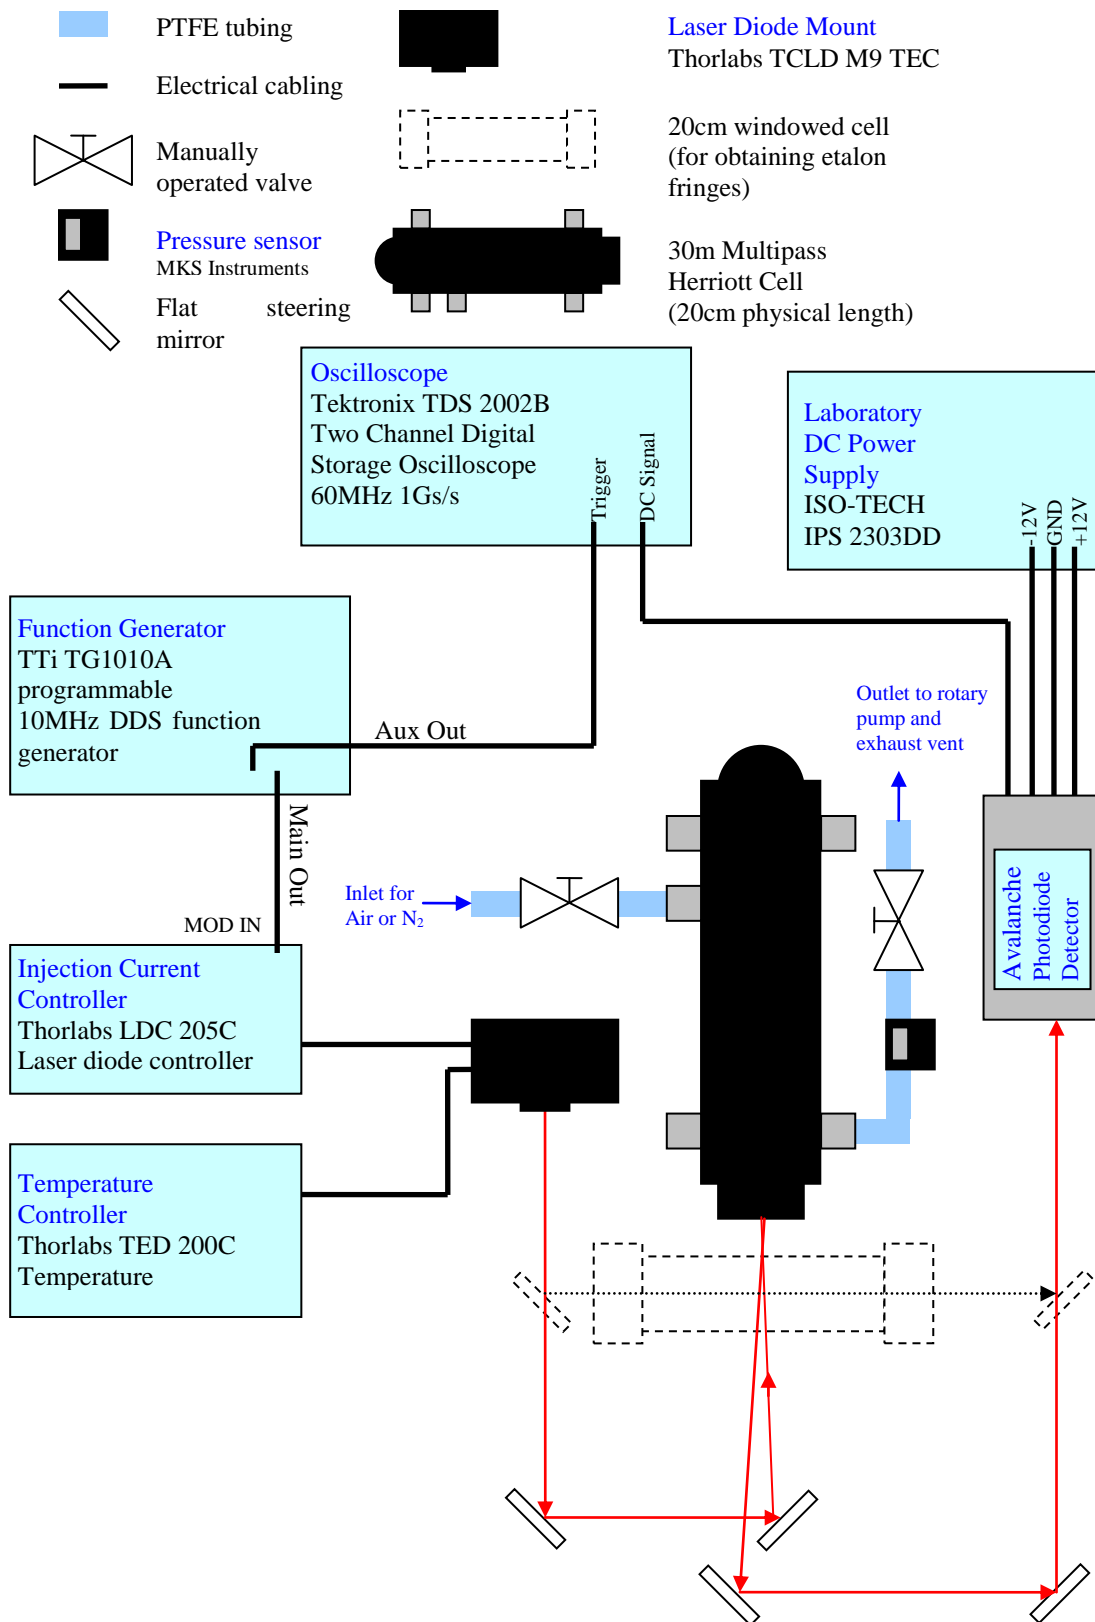 PTFE tubing
Electrical cabling
Manually
operated valve
Pressure sensor
MKS Instruments
Flat steering
mirror
Laser Diode Mount
Thorlabs TCLD M9 TEC
20cm windowed cell
(for obtaining etalon
fringes)
30m Multipass
Herriott Cell
(20cm physical length)
Oscilloscope
Tektronix TDS 2002B
Two Channel Digital
Storage Oscilloscope
60MHz 1Gs/s
Trigger
DC Signal
Laboratory
DC Power
Supply
ISO-TECH
IPS 2303DD
-12V
GND
+12V
Function Generator
TTi TG1010A
programmable
10MHz DDS function
generator
Aux Out
Main Out
MOD IN
Outlet to rotary
pump and
exhaust vent
Inlet for
Air or N₂
Avalanche
Photodiode
Detector
Injection Current
Controller
Thorlabs LDC 205C
Laser diode controller
Temperature
Controller
Thorlabs TED 200C
Temperature